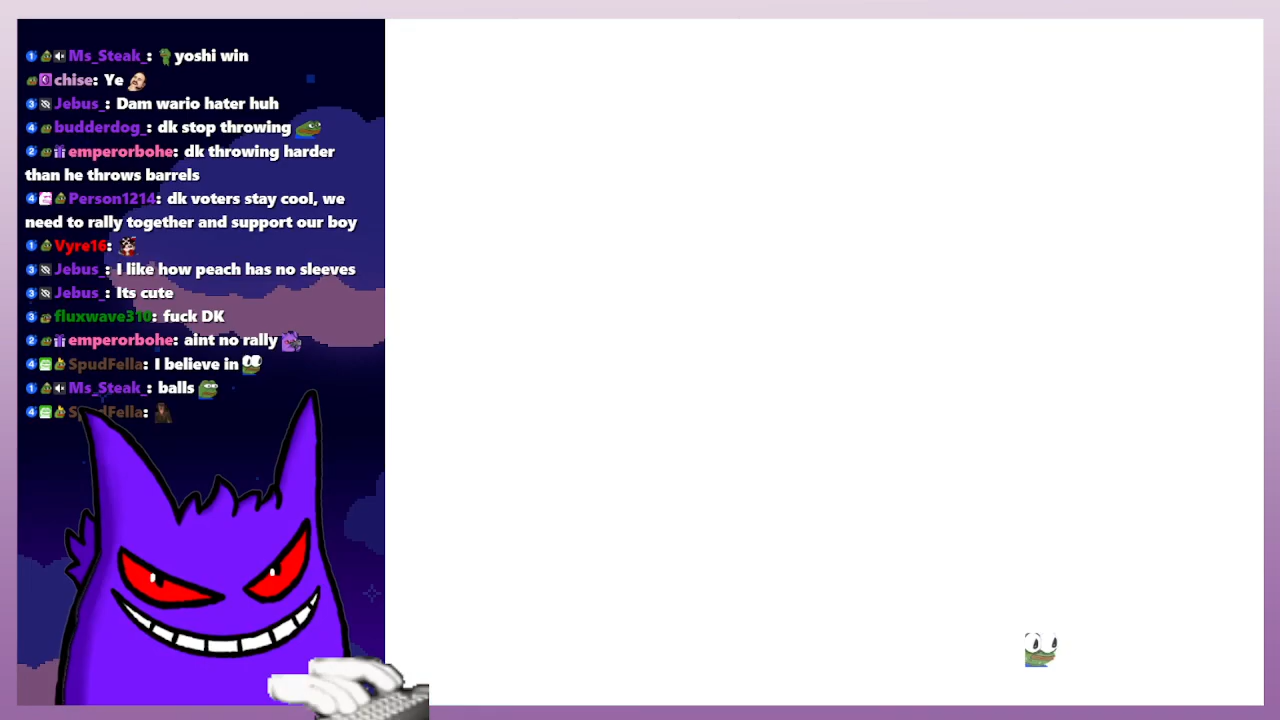 Ms_Steak_: yoshi win
chise: Ye
Jebus_: Dam wario hater huh
budderdog_: dk stop throwing
emperorbohe: dk throwing harder
than he throws barrels
Person1214: dk voters stay cool, we
need to rally together and support our boy
Vyre16:
Jebus_: I like how peach has no sleeves
Jebus_: Its cute
fluxwave310: fuck DK
emperorbohe: aint no rally
SpudFella: I believe in
Ms_Steak_: balls
SpudFella: